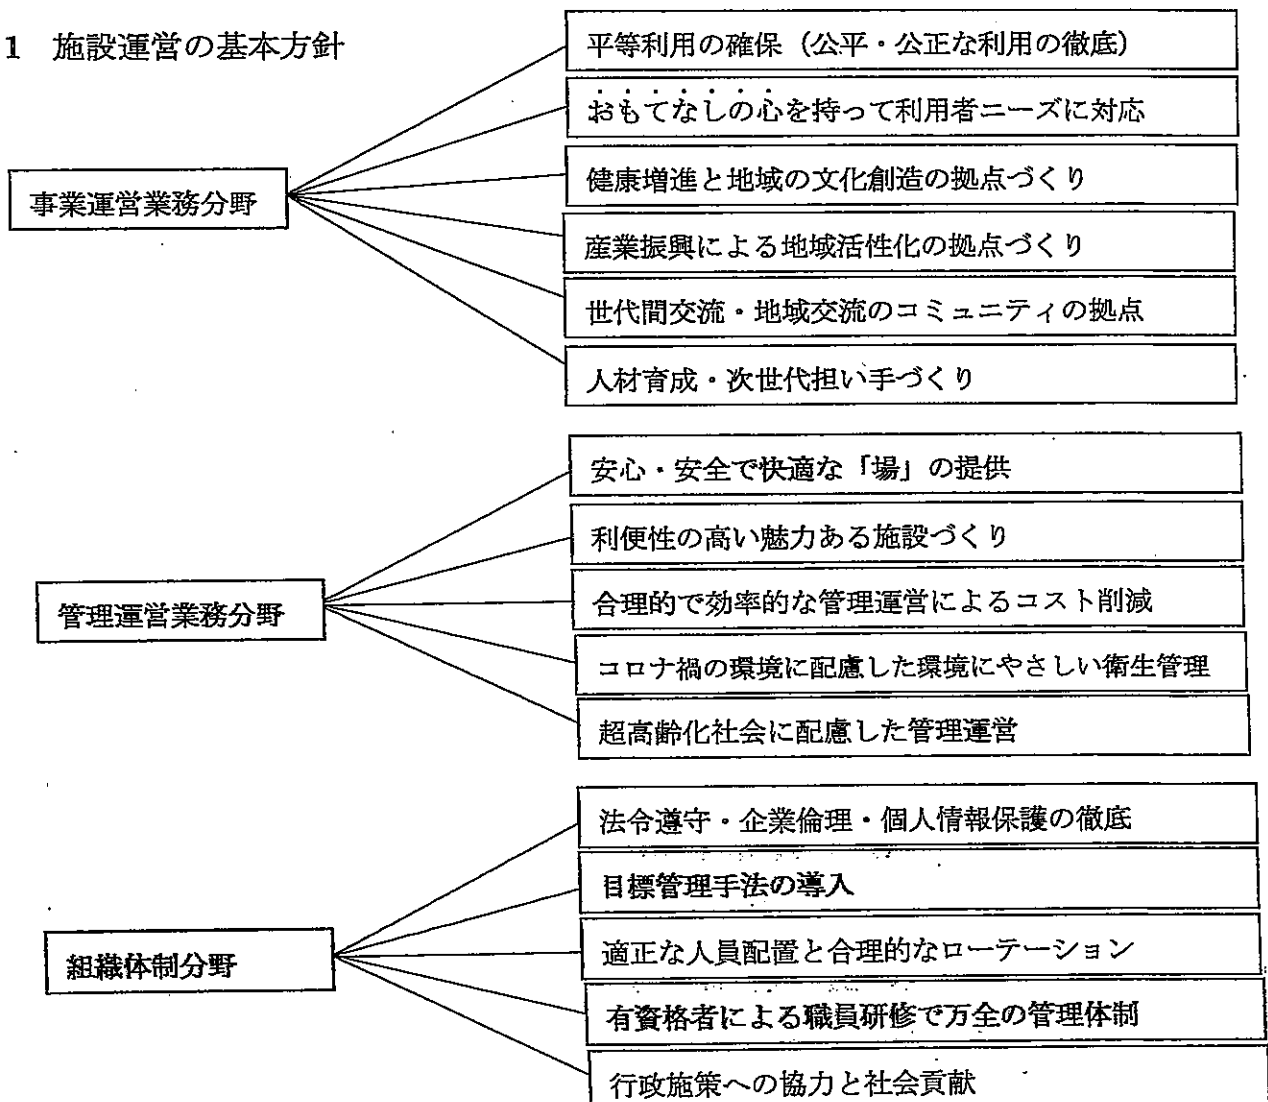 1 施設運営の基本方針
事業運営業務分野
平等利用の確保（公平・公正な利用の徹底）
おもてなしの心を持って利用者ニーズに対応
健康増進と地域の文化創造の拠点づくり
産業振興による地域活性化の拠点づくり
世代間交流・地域交流のコミュニティの拠点
人材育成・次世代担い手づくり
管理運営業務分野
安心・安全で快適な「場」の提供
利便性の高い魅力ある施設づくり
合理的で効率的な管理運営によるコスト削減
コロナ禍の環境に配慮した環境にやさしい衛生管理
超高齢化社会に配慮した管理運営
組織体制分野
法令遵守・企業倫理・個人情報保護の徹底
目標管理手法の導入
適正な人員配置と合理的なローテーション
有資格者による職員研修で万全の管理体制
行政施策への協力と社会貢献